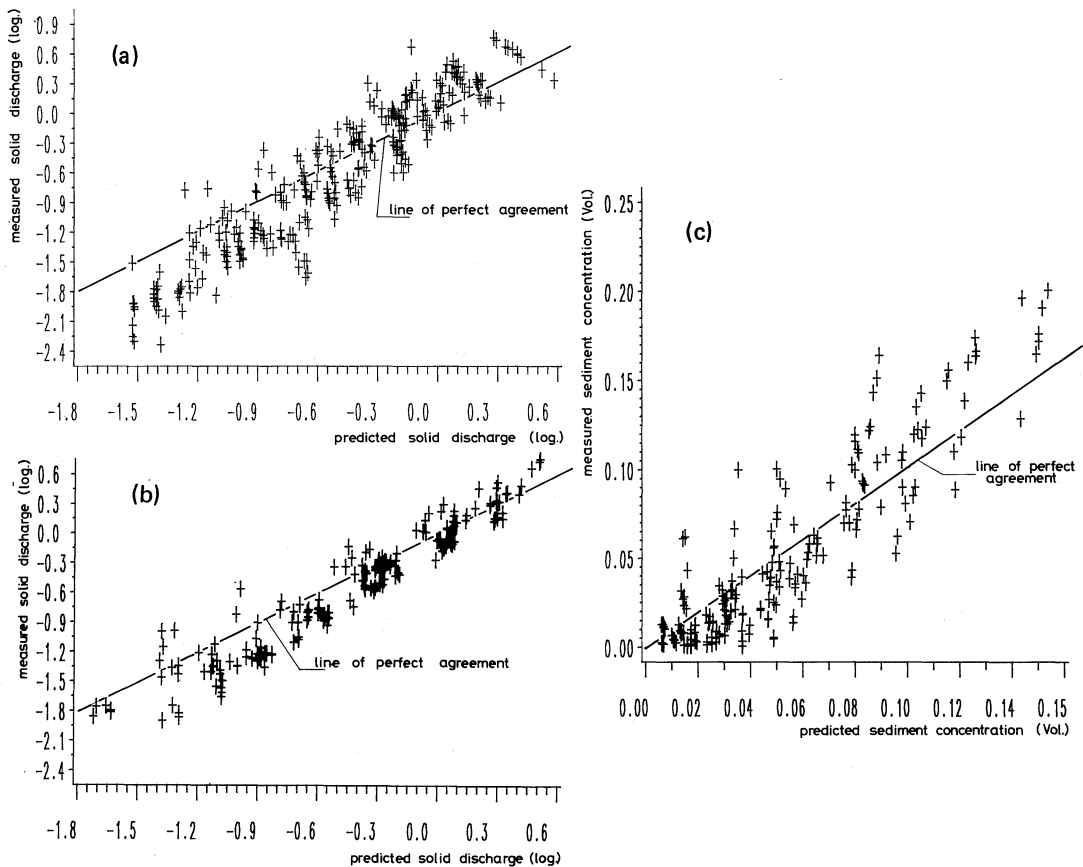 (a)
measured solid discharge (log.)
0.9
0.6
0.3
0.0
-0.3
-0.6
-0.9
-1.2
-1.5
-1.8
-2.1
-2.4
line of perfect agreement
-1.8 -1.5 -1.2 -0.9 -0.6 -0.3 0.0 0.3 0.6
predicted solid discharge (log.)
(b)
measured solid discharge (log.)
0.6
0.3
0.0
-0.3
-0.6
-0.9
-1.2
-1.5
-1.8
-2.1
-2.4
line of perfect agreement
-1.8 -1.5 -1.2 -0.9 -0.6 -0.3 0.0 0.3 0.6
predicted solid discharge (log.)
(c)
measured sediment concentration (Vol.)
0.25
0.20
0.15
0.10
0.05
0.00
line of perfect
agreement
0.00 0.02 0.04 0.06 0.08 0.10 0.12 0.14 0.15
predicted sediment concentration (Vol.)